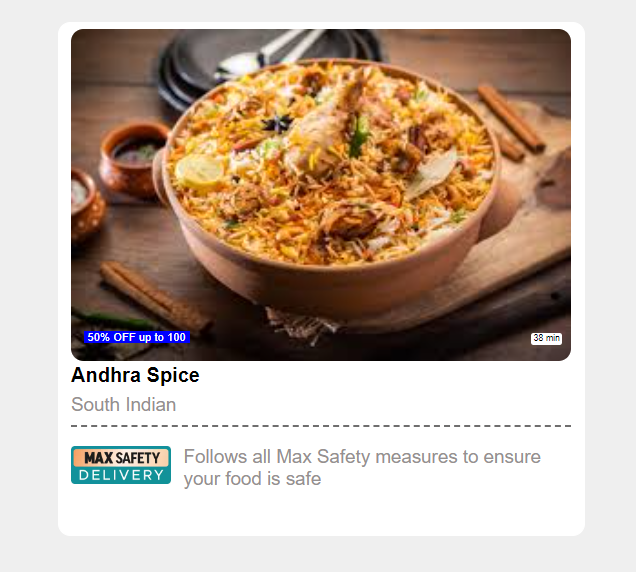 50% OFF up to 100
38 min
Andhra Spice
South Indian
MAX SAFETY
DELIVERY
Follows all Max Safety measures to ensure
your food is safe